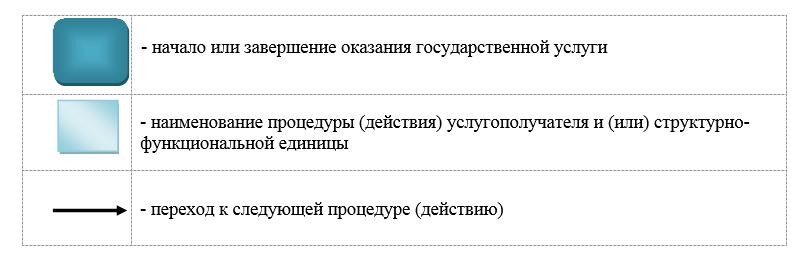 - начало или завершение оказания государственной услуги
- наименование процедуры (действия) услугополучателя и (или) структурно-
функциональной единицы
- переход к следующей процедуре (действию)